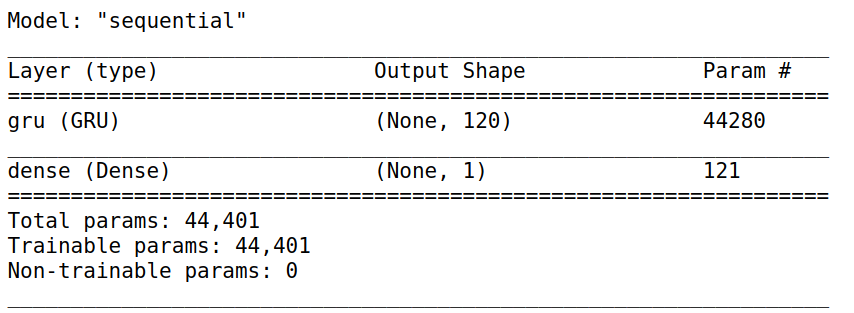 Model: "sequential"
Layer (type) Output Shape Param #
gru (GRU) (None, 120) 44280
dense (Dense) (None, 1) 121
Total params: 44,401
Trainable params: 44,401
Non-trainable params: 0